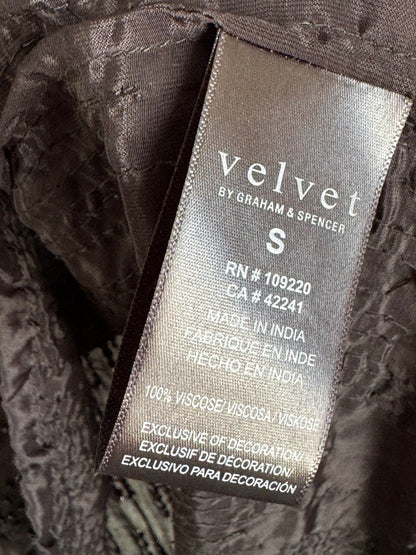 velvet
BY GRAHAM & SPENCER
S
RN # 109220
CA # 42241
MADE IN INDIA
FABRIQUE EN INDE
HECHO EN INDIA
100% VISCOSE/ VISCOSA / VISKOSE
EXCLUSIVE OF DECORATION/
EXCLUSIF DE DÉCORATION/
EXCLUSIVO PARA DECORACIÓN